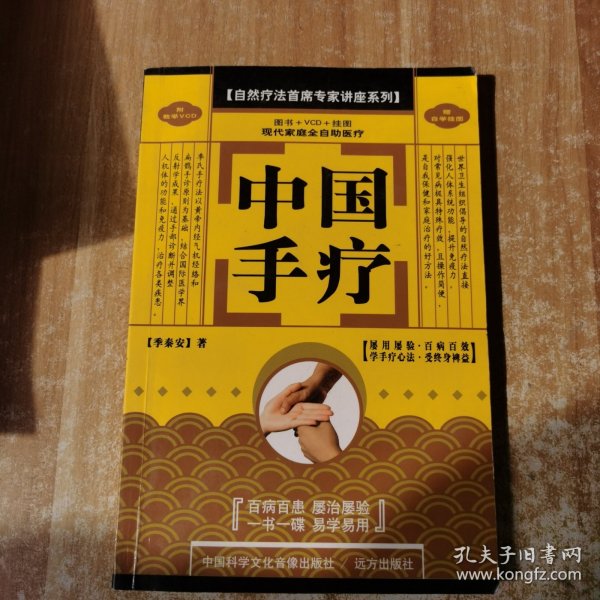 【自然疗法首席专家讲座系列】
附
教学VCD
图书+VCD+挂图
现代家庭全自助医疗
赠
自学挂图
中国
手疗
世界卫生组织倡导的自然疗法直接
强化人体系统功能，提升免疫力，
对常见病极具特殊疗效，且操作简便，
是自我保健和家庭治疗的好方法。
季氏手疗法以黄帝内经气机经络和
扁鹊手诊原则为基础，结合国际医学界
反射学成果，通过手部诊断并调整
人机体的功能和免疫力，治疗各类疾患。
【季秦安】著
【屡用屡验·百病百效
学手疗心法·受终身裨益】
『百病百患 屡治屡验
一书一碟 易学易用』
中国科学文化音像出版社 / 远方出版社
孔夫子旧书网
www.kongfz.com